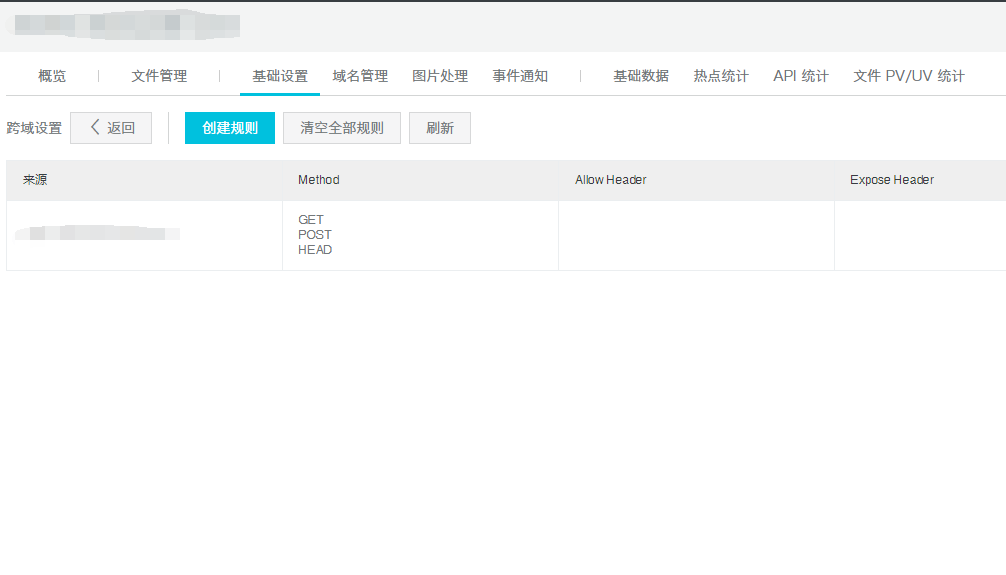 概览 文件管理 基础设置 域名管理 图片处理 事件通知 基础数据 热点统计 API 统计 文件 PV/UV 统计
跨域设置 返回 创建规则 清空全部规则 刷新
来源 Method Allow Header Expose Header
GET
POST
HEAD